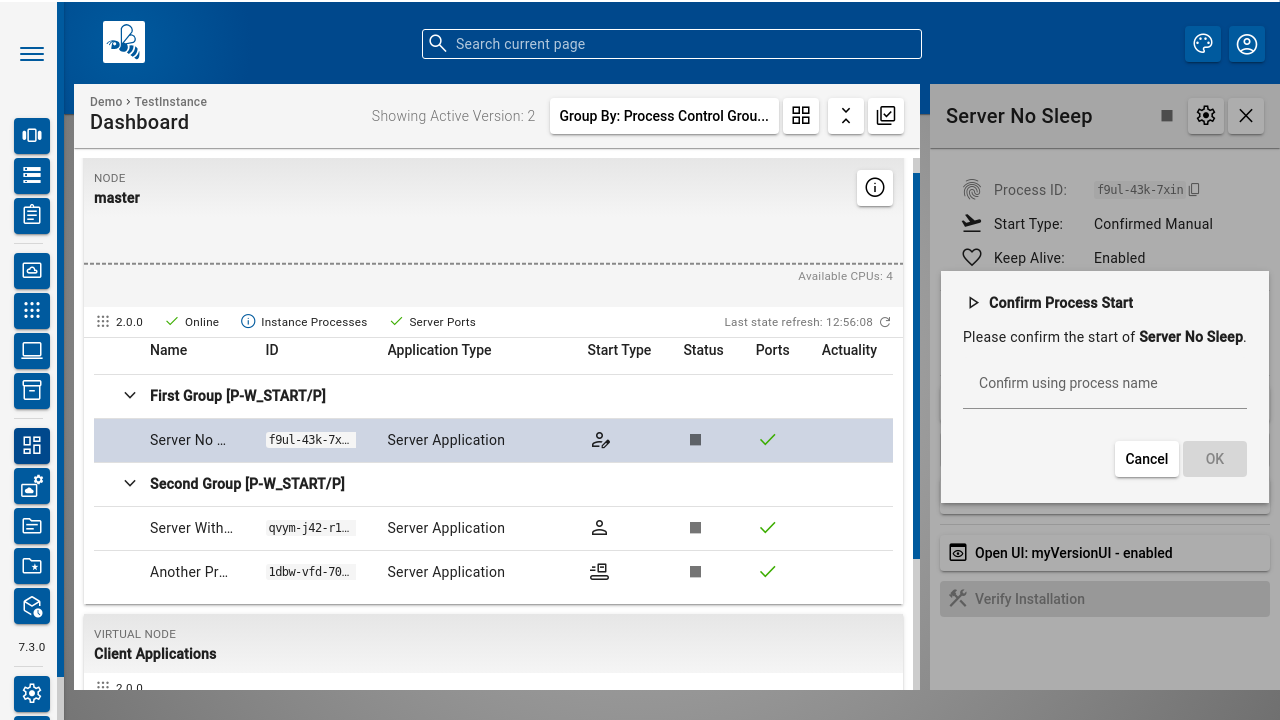 Search current page
Demo › TestInstance
Dashboard
Showing Active Version: 2
Group By: Process Control Grou...
NODE
master
Available CPUs: 4
2.0.0
Online
Instance Processes
Server Ports
Last state refresh: 12:56:08
Name ID Application Type Start Type Status Ports Actuality
First Group [P-W_START/P]
Server No ... f9ul-43k-7x... Server Application
Second Group [P-W_START/P]
Server With... qvym-j42-r1... Server Application
Another Pr... 1dbw-vfd-70... Server Application
VIRTUAL NODE
Client Applications
2.0.0
7.3.0
Server No Sleep
Process ID: f9ul-43k-7xin
Start Type: Confirmed Manual
Keep Alive: Enabled
Confirm Process Start
Please confirm the start of Server No Sleep.
Confirm using process name
Cancel
OK
Open UI: myVersionUI - enabled
Verify Installation